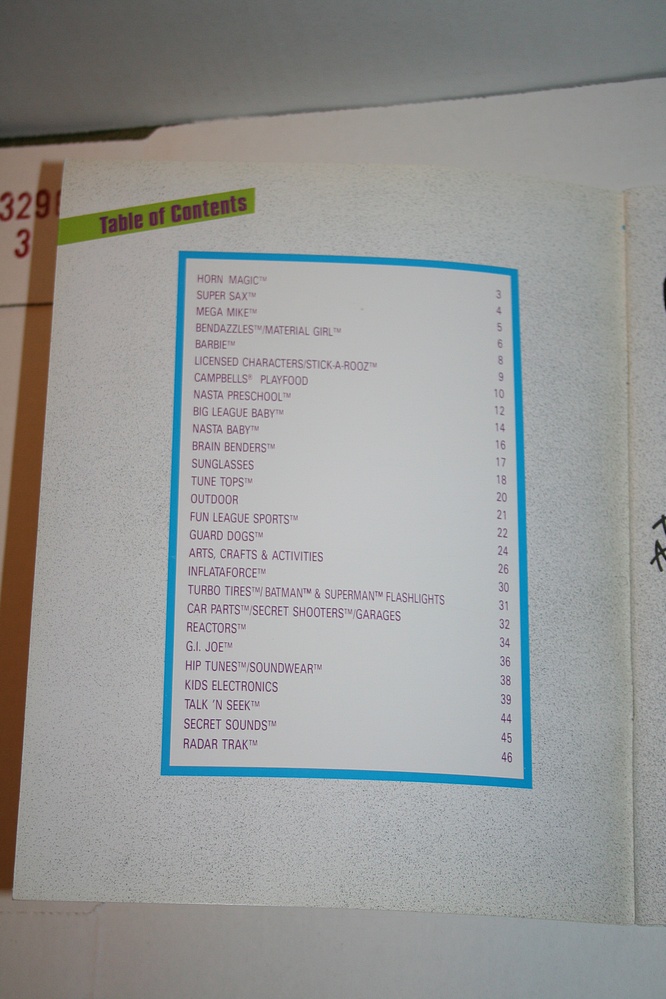 329
3
Table of Contents
HORN MAGIC™ 3
SUPER SAX™ 4
MEGA MIKE™ 5
BENDAZZLES™/MATERIAL GIRL™ 6
BARBIE™ 8
LICENSED CHARACTERS/STICK-A-ROOZ™ 9
CAMPBELLS® PLAYFOOD 10
NASTA PRESCHOOL™ 12
BIG LEAGUE BABY™ 14
NASTA BABY™ 16
BRAIN BENDERS™ 17
SUNGLASSES 18
TUNE TOPS™ 20
OUTDOOR 21
FUN LEAGUE SPORTS™ 22
GUARD DOGS™ 24
ARTS, CRAFTS & ACTIVITIES 26
INFLATAFORCE™ 30
TURBO TIRES™/BATMAN™ & SUPERMAN™ FLASHLIGHTS 31
CAR PARTS™/SECRET SHOOTERS™/GARAGES 32
REACTORS™ 34
G.I. JOE™ 36
HIP TUNES™/SOUNDWEAR™ 38
KIDS ELECTRONICS 39
TALK 'N SEEK™ 44
SECRET SOUNDS™ 45
RADAR TRAK™ 46